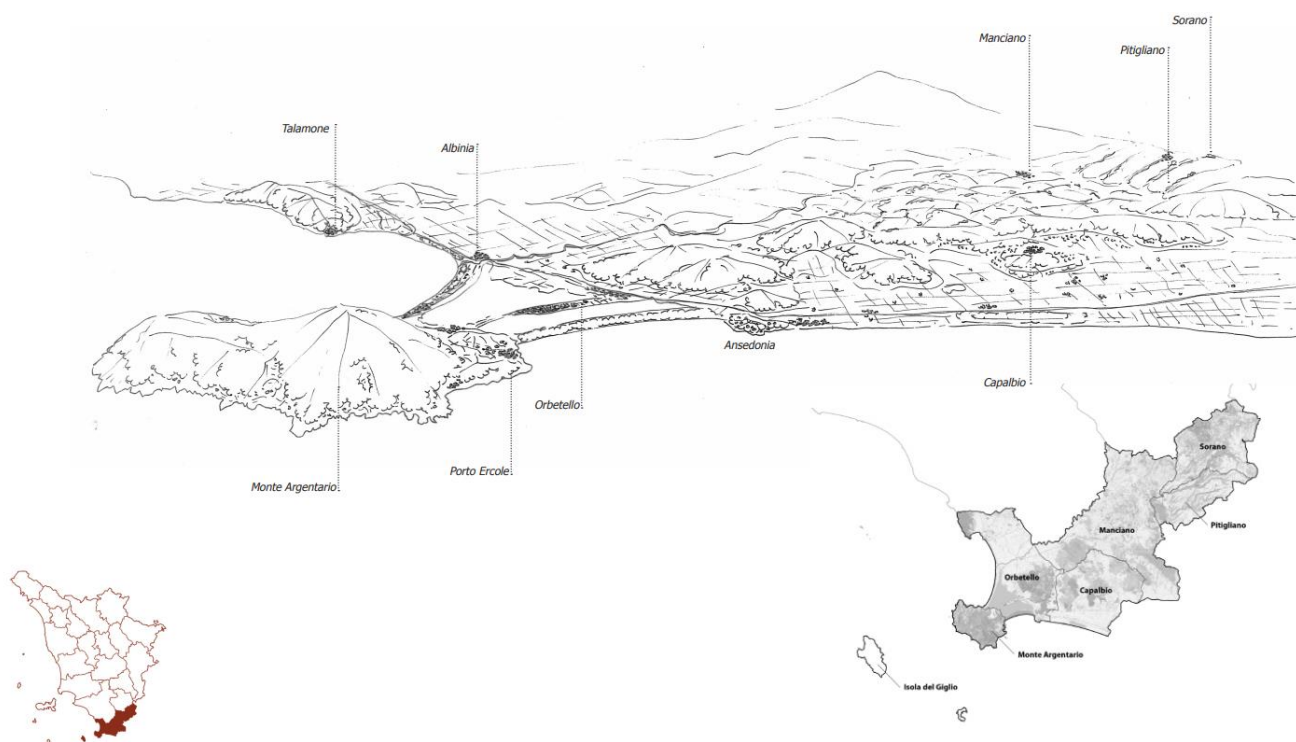 Sorano
Manciano
Pitigliano
Talamone
Albinia
Ansedonia
Capalbio
Orbetello
Porto Ercole
Monte Argentario
Sorano
Pitigliano
Manciano
Orbetello
Capalbio
Monte Argentario
Isola del Giglio